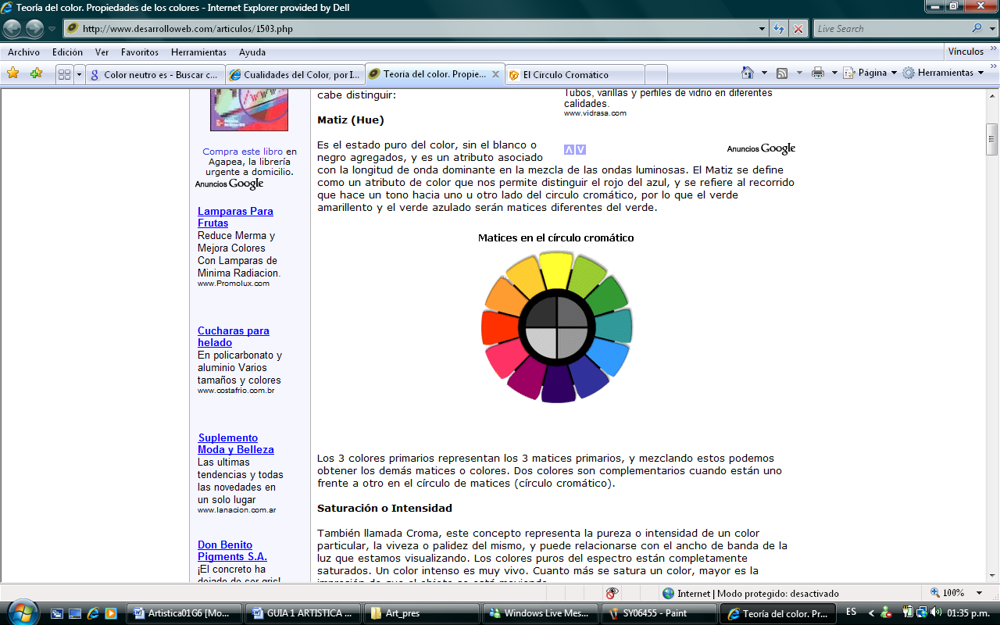 Teoría del color. Propiedades de los colores - Internet Explorer provided by Dell
http://www.desarrolloweb.com/articulos/1503.php
Live Search
Archivo Edición Ver Favoritos Herramientas Ayuda
Vínculos
Color neutro es - Buscar c...
Cualidades del Color, por I...
Teoría del color. Propie...
El Círculo Cromático
Página
Herramientas
Compra este libro en
Agapea, la librería
urgente a domicilio.
Anuncios Google
Lamparas Para
Frutas
Reduce Merma y
Mejora Colores
Con Lamparas de
Minima Radiacion.
www.Promolux.com
Cucharas para
helado
En policarbonato y
aluminio Varios
tamaños y colores
www.costafrio.com.br
Suplemento
Moda y Belleza
Las ultimas
tendencias y todas
las novedades en
un solo lugar
www.lanacion.com.ar
Don Benito
Pigments S.A.
¡El concreto ha
dejado de ser gris!
cabe distinguir:
Tubos, varillas y perfiles de vidrio en diferentes
calidades.
www.vidrasa.com
Anuncios Google
Matiz (Hue)
Es el estado puro del color, sin el blanco o
negro agregados, y es un atributo asociado
con la longitud de onda dominante en la mezcla de las ondas luminosas. El Matiz se define
como un atributo de color que nos permite distinguir el rojo del azul, y se refiere al recorrido
que hace un tono hacia uno u otro lado del circulo cromático, por lo que el verde
amarillento y el verde azulado serán matices diferentes del verde.
Matices en el círculo cromático
Los 3 colores primarios representan los 3 matices primarios, y mezclando estos podemos
obtener los demás matices o colores. Dos colores son complementarios cuando están uno
frente a otro en el círculo de matices (círculo cromático).
Saturación o Intensidad
También llamada Croma, este concepto representa la pureza o intensidad de un color
particular, la viveza o palidez del mismo, y puede relacionarse con el ancho de banda de la
luz que estamos visualizando. Los colores puros del espectro están completamente
saturados. Un color intenso es muy vivo. Cuanto más se satura un color, mayor es la
impresión de que el objeto se está moviendo.
Internet | Modo protegido: desactivado
100%
Artistica01G6 [Mo...
GUIA 1 ARTISTICA ...
Art_pres
Windows Live Mes...
SY06455 - Paint
Teoría del color. Pr...
ES
01:35 p.m.